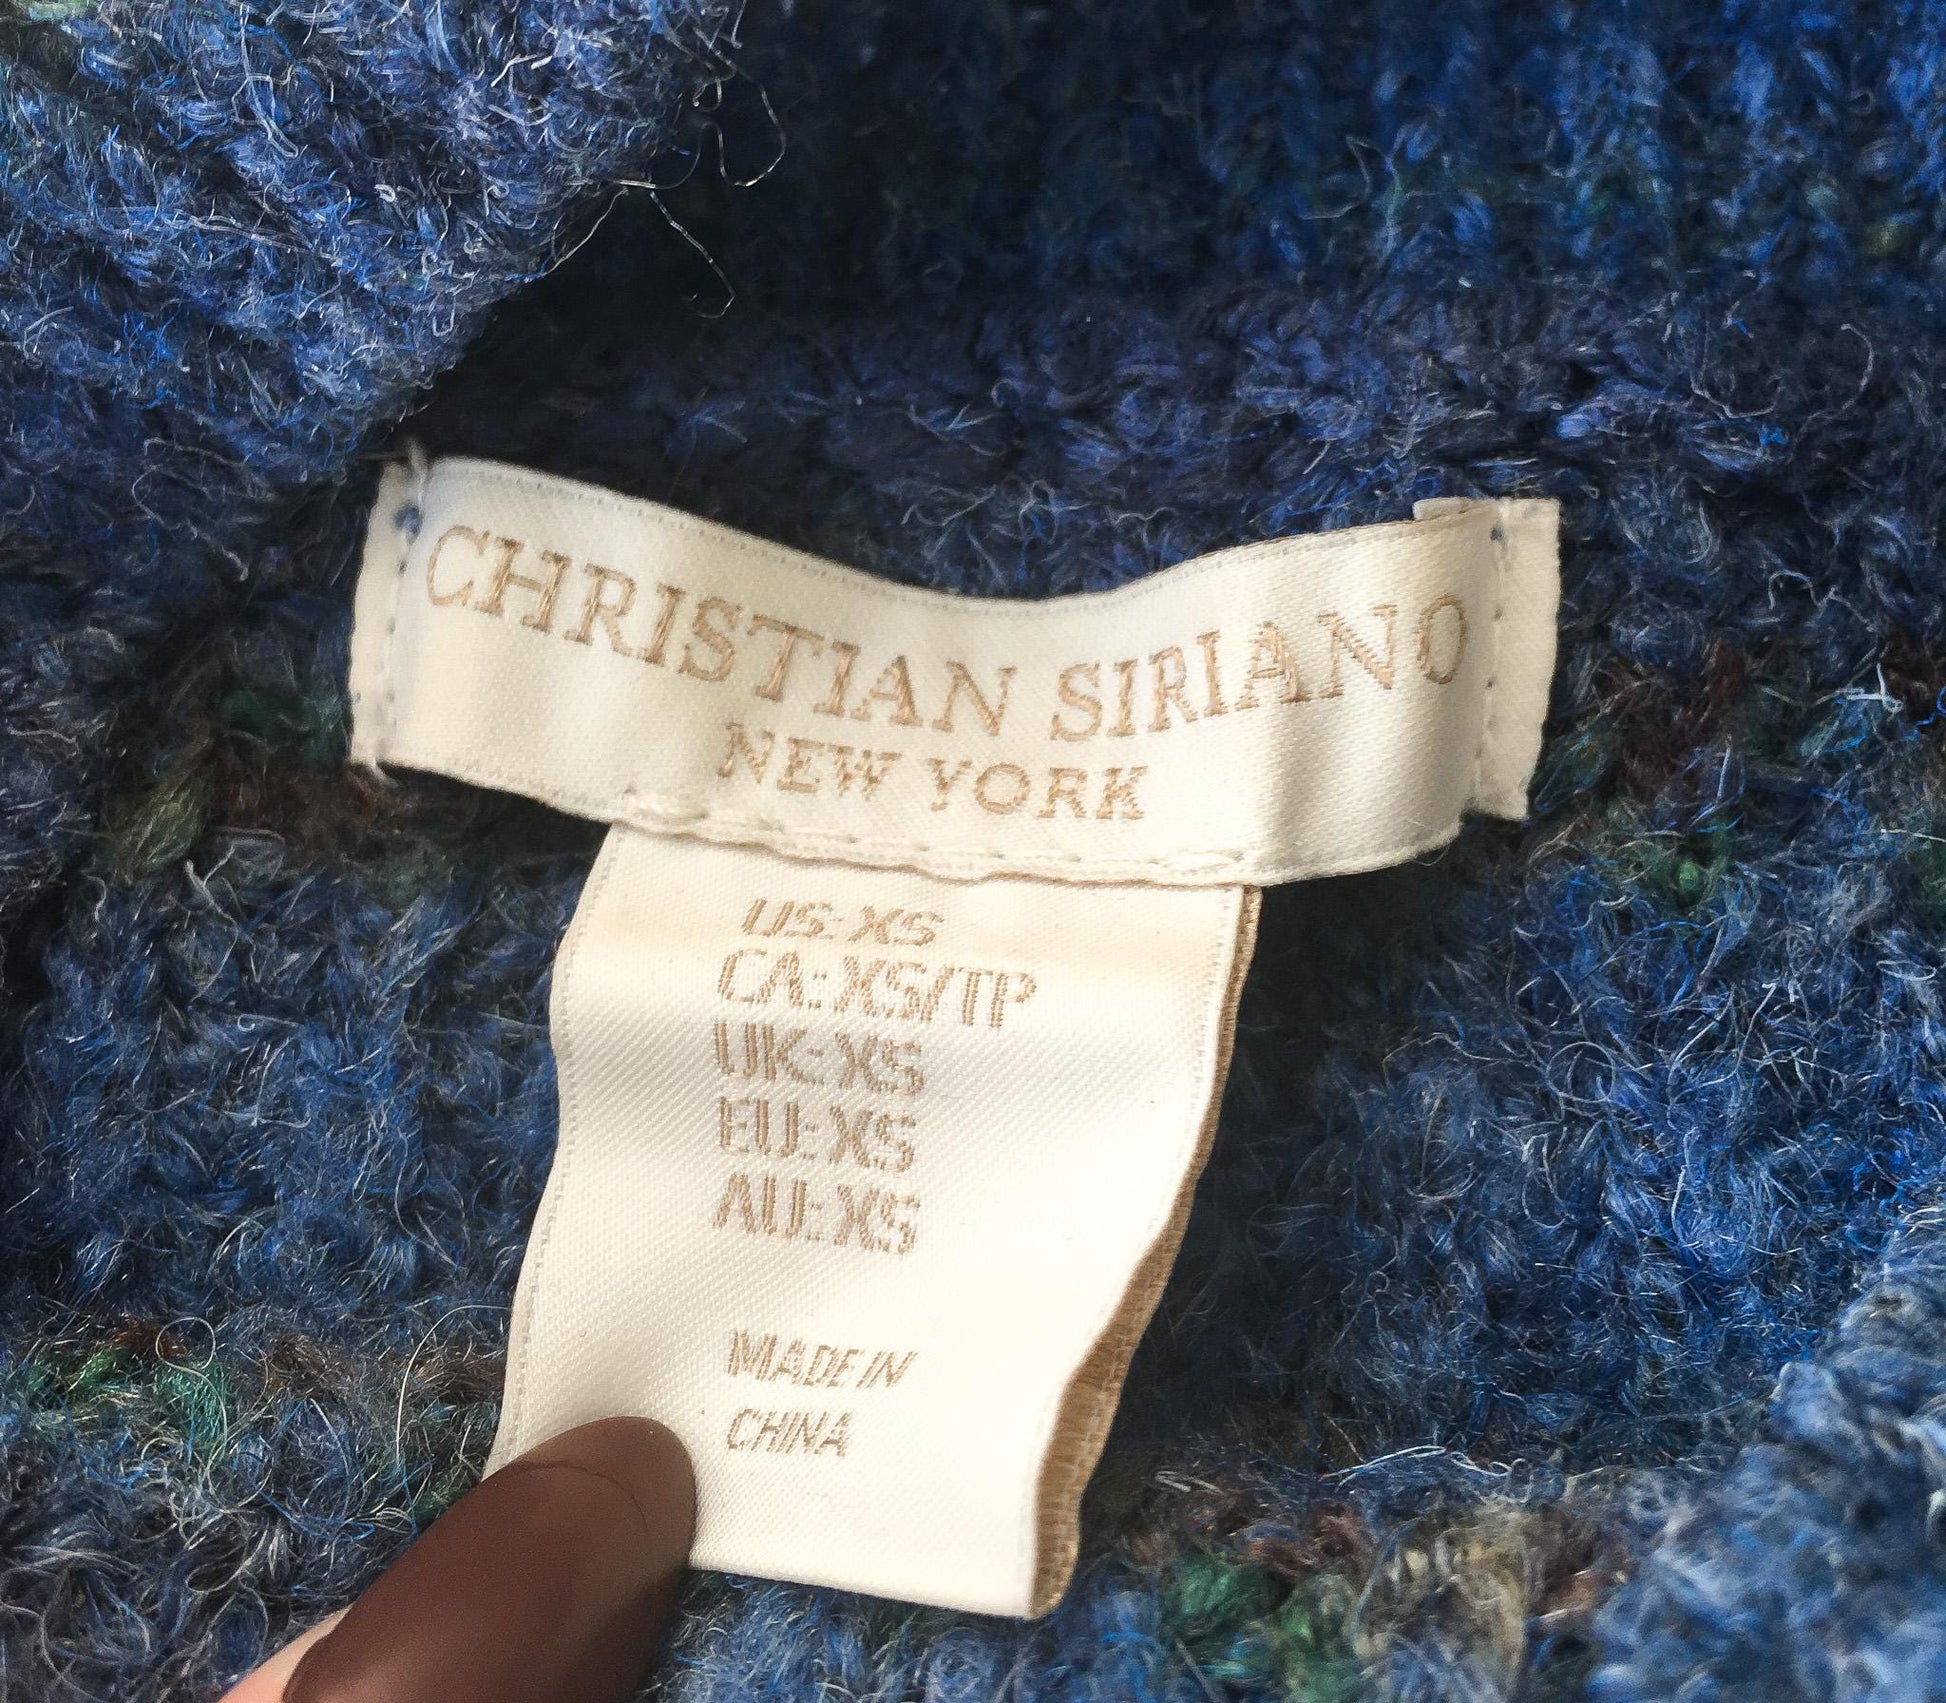 CHRISTIAN SIRIANO
NEW YORK
US: XS
CA: XS/TP
UK: XS
EU: XS
AU: XS
MADE IN
CHINA